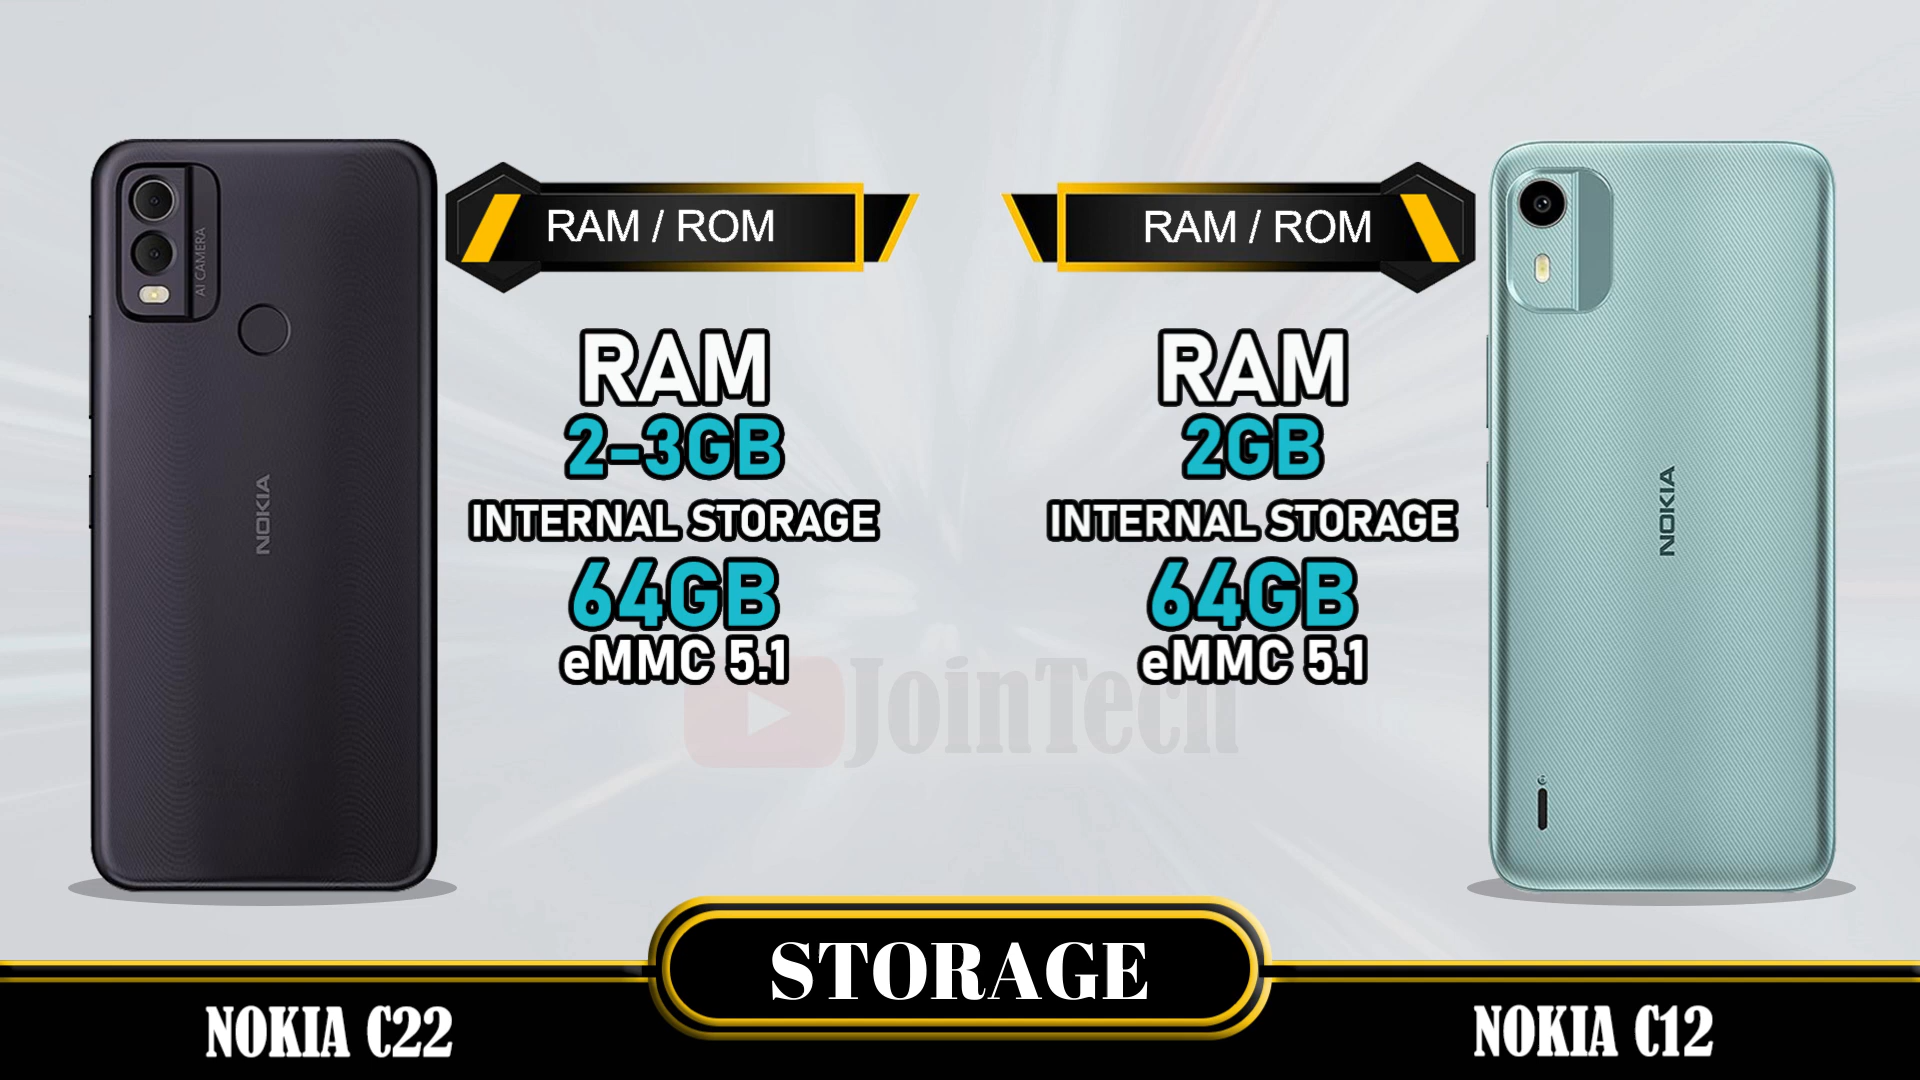 AI CAMERA
NOKIA
RAM / ROM
RAM
2-3GB
INTERNAL STORAGE
64GB
eMMC 5.1
RAM / ROM
RAM
2GB
INTERNAL STORAGE
64GB
eMMC 5.1
NOKIA
JoinTech
STORAGE
NOKIA C22
NOKIA C12